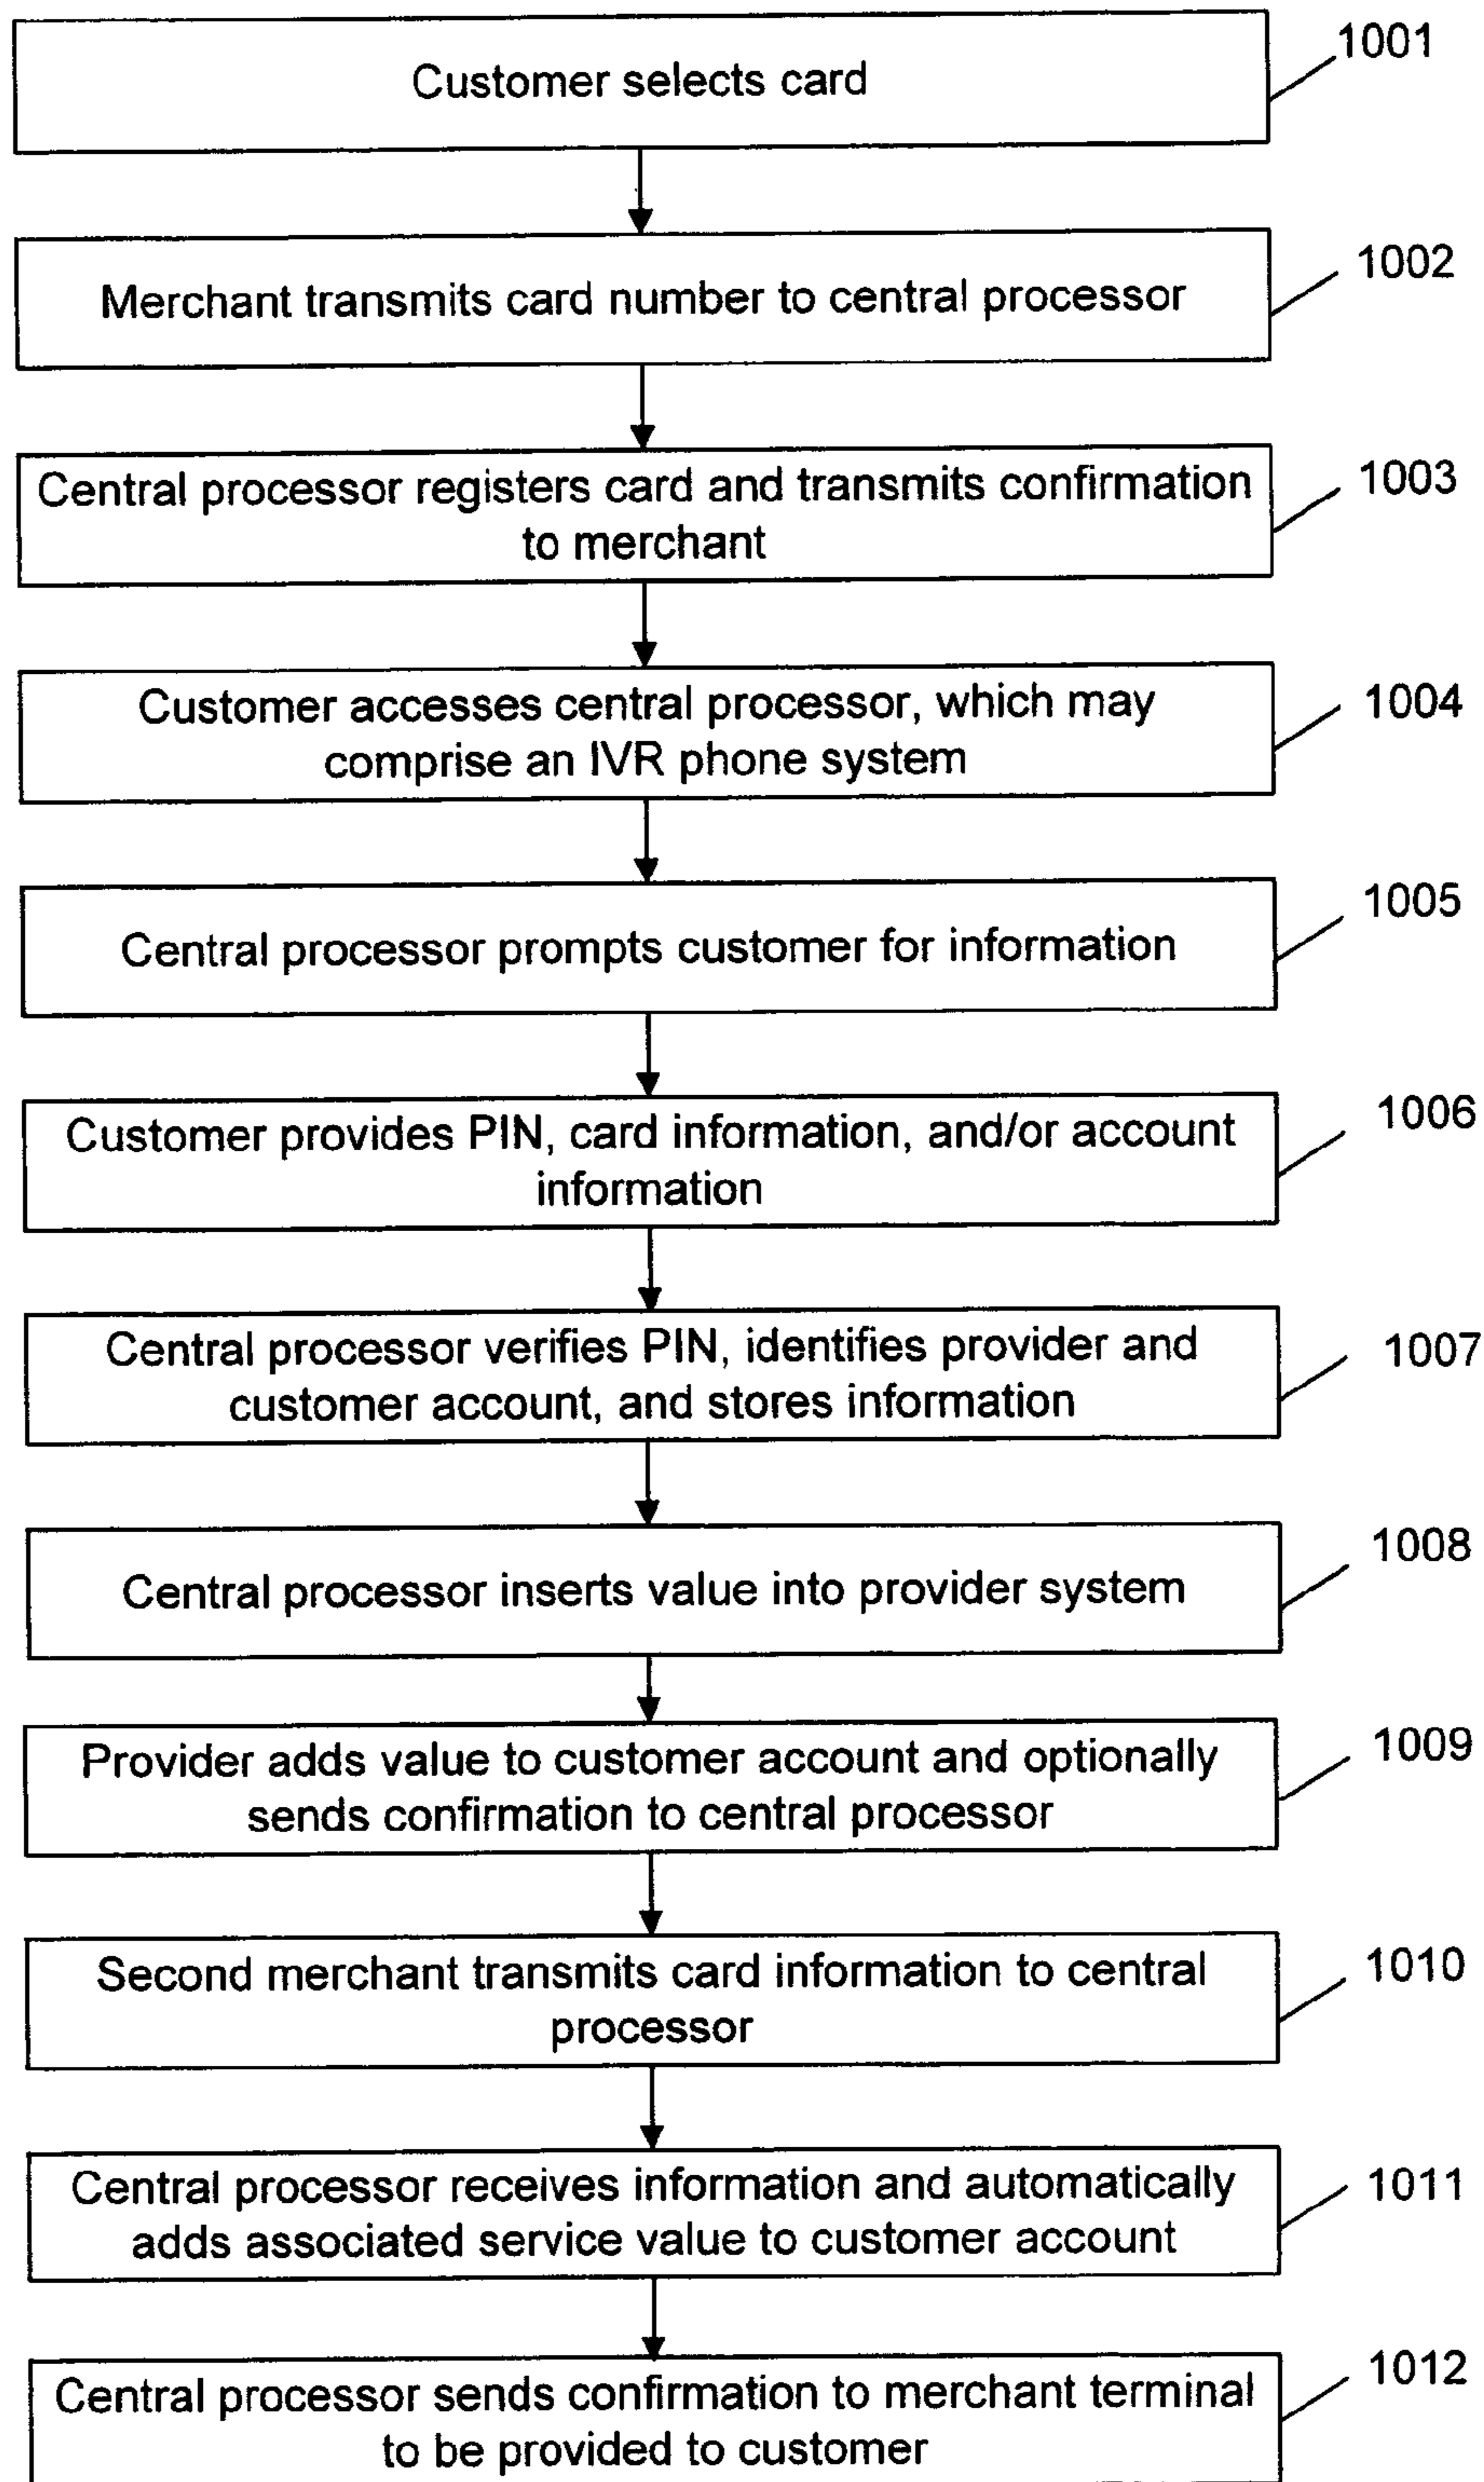 1001
Customer selects card
1002
Merchant transmits card number to central processor
1003
Central processor registers card and transmits confirmation
to merchant
1004
Customer accesses central processor, which may
comprise an IVR phone system
1005
Central processor prompts customer for information
1006
Customer provides PIN, card information, and/or account
information
1007
Central processor verifies PIN, identifies provider and
customer account, and stores information
1008
Central processor inserts value into provider system
1009
Provider adds value to customer account and optionally
sends confirmation to central processor
1010
Second merchant transmits card information to central
processor
1011
Central processor receives information and automatically
adds associated service value to customer account
1012
Central processor sends confirmation to merchant terminal
to be provided to customer